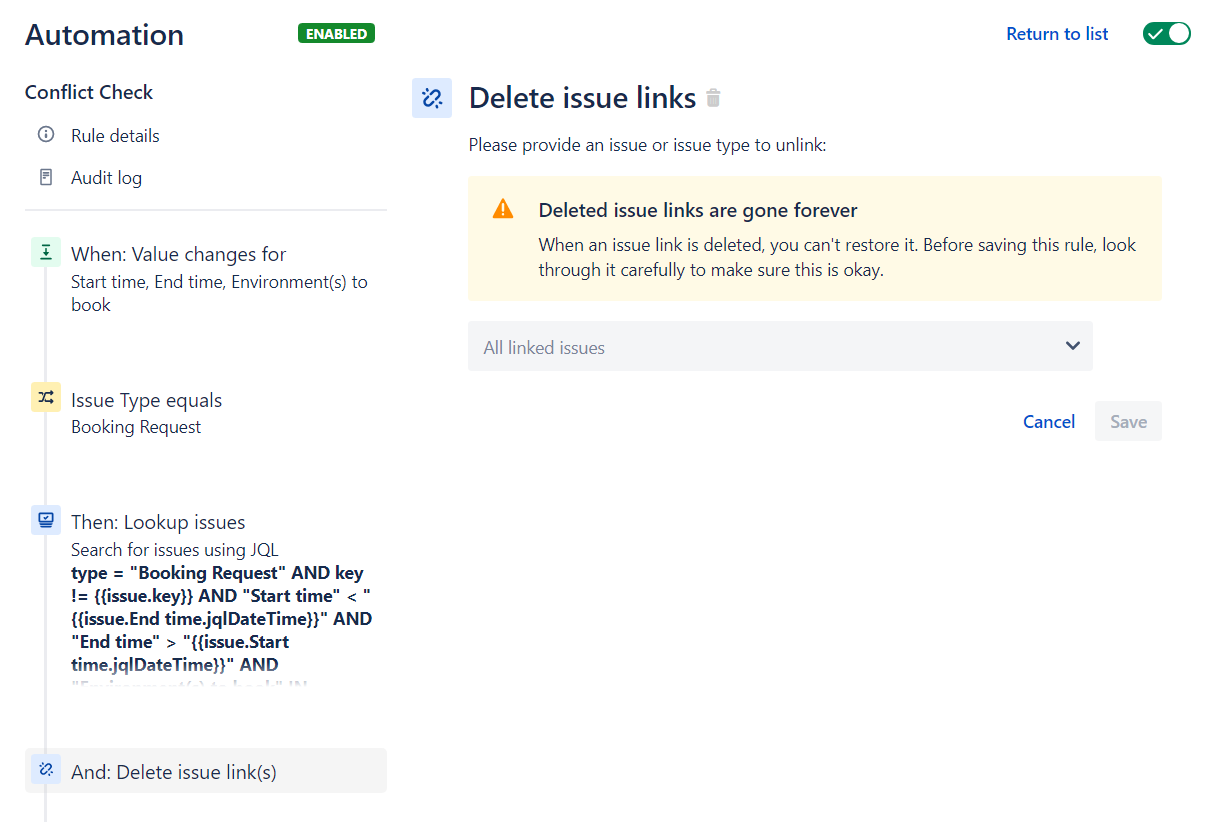 Automation
ENABLED
Return to list
Conflict Check
Rule details
Audit log
When: Value changes for
Start time, End time, Environment(s) to
book
Issue Type equals
Booking Request
Then: Lookup issues
Search for issues using JQL
type = "Booking Request" AND key
!= {{issue.key}} AND "Start time" < "
{{issue.End time.jqlDateTime}}" AND
"End time" > "{{issue.Start
time.jqlDateTime}}" AND
"Environment(s) to book" IN
And: Delete issue link(s)
Delete issue links
Please provide an issue or issue type to unlink:
Deleted issue links are gone forever
When an issue link is deleted, you can't restore it. Before saving this rule, look
through it carefully to make sure this is okay.
All linked issues
Cancel
Save